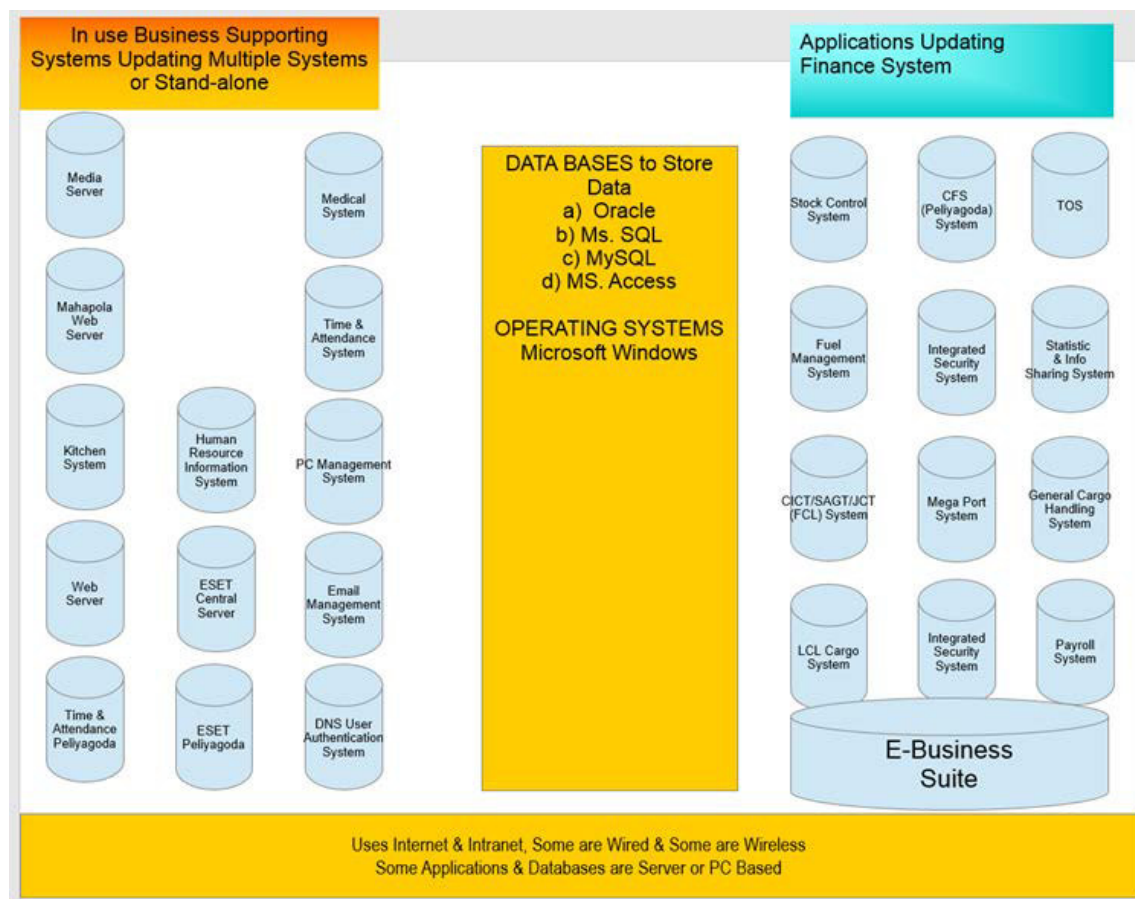 In use Business Supporting
Systems Updating Multiple Systems
or Stand-alone
Applications Updating
Finance System
Media
Server
Medical
System
Mahapola
Web
Server
Time &
Attendance
System
Kitchen
System
Human
Resource
Information
System
PC Management
System
Web
Server
ESET
Central
Server
Email
Management
System
Time &
Attendance
Peliyagoda
ESET
Peliyagoda
DNS User
Authentication
System
DATA BASES to Store
Data
a) Oracle
b) Ms. SQL
c) MySQL
d) MS. Access
OPERATING SYSTEMS
Microsoft Windows
Stock Control
System
CFS
(Peliyagoda)
System
TOS
Fuel
Management
System
Integrated
Security
System
Statistic
& Info
Sharing System
CICT/SAGT/JCT
(FCL) System
Mega Port
System
General Cargo
Handling
System
LCL Cargo
System
Integrated
Security
System
Payroll
System
E-Business
Suite
Uses Internet & Intranet, Some are Wired & Some are Wireless
Some Applications & Databases are Server or PC Based